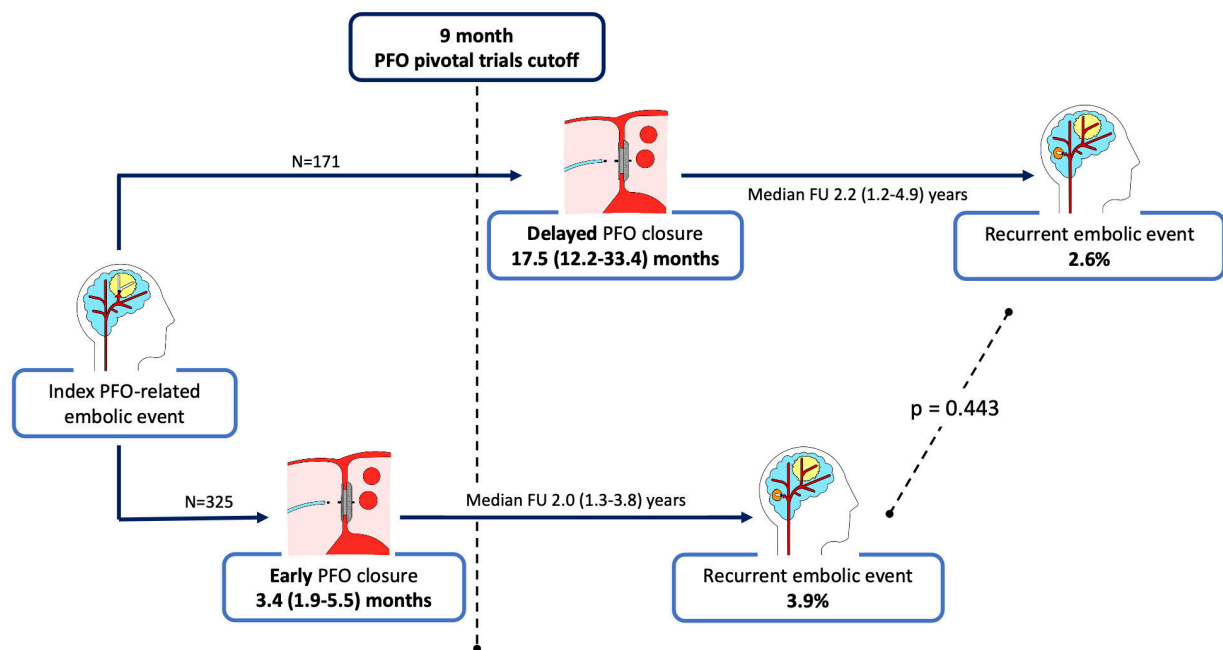 9 month
PFO pivotal trials cutoff
N=171
Median FU 2.2 (1.2-4.9) years
Delayed PFO closure
17.5 (12.2-33.4) months
Recurrent embolic event
2.6%
Index PFO-related
embolic event
p = 0.443
N=325
Median FU 2.0 (1.3-3.8) years
Early PFO closure
3.4 (1.9-5.5) months
Recurrent embolic event
3.9%